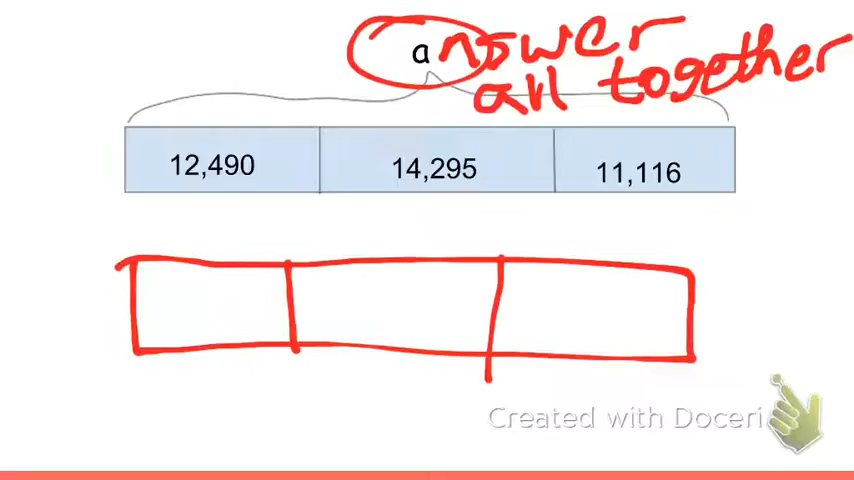 answer
all together
12,490 14,295 11,116
Created with Doceri